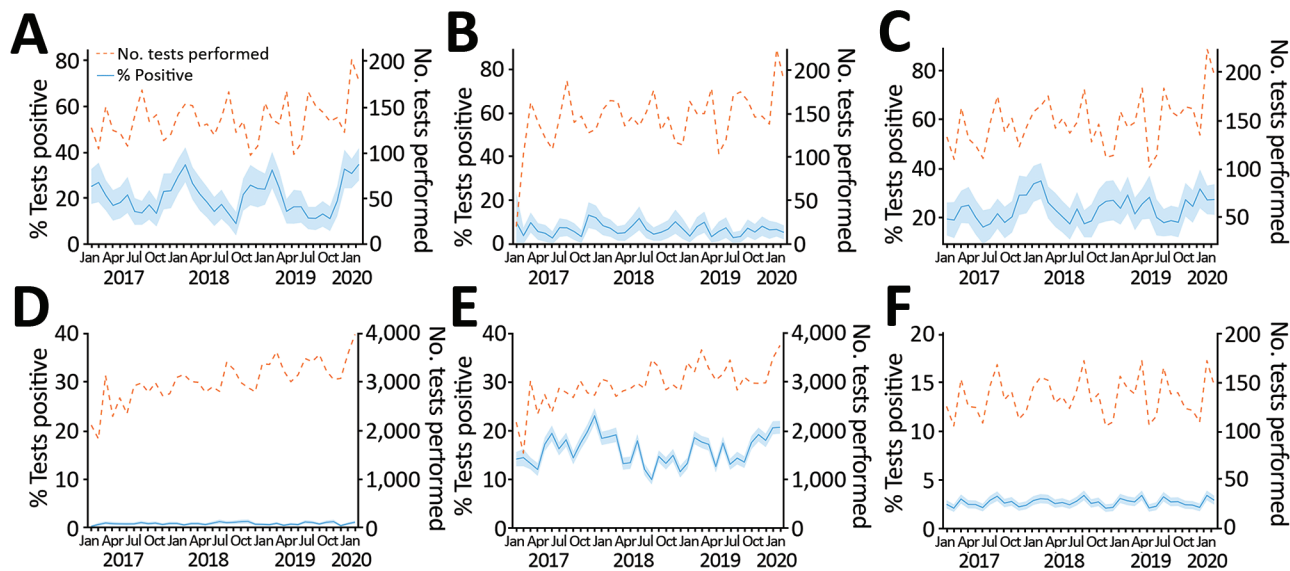 A
B
C
No. tests performed
% Positive
% Tests positive
80
60
40
20
0
200
150
100
50
0
No. tests performed
Jan Apr Jul Oct Jan Apr Jul Oct Jan Apr Jul Oct Jan
2017 2018 2019 2020
% Tests positive
80
60
40
20
0
200
150
100
50
0
No. tests performed
Jan Apr Jul Oct Jan Apr Jul Oct Jan Apr Jul Oct Jan
2017 2018 2019 2020
% Tests positive
80
60
40
20
200
150
100
50
No. tests performed
Jan Apr Jul Oct Jan Apr Jul Oct Jan Apr Jul Oct Jan
2017 2018 2019 2020
D
E
F
% Tests positive
40
30
20
10
0
4,000
3,000
2,000
1,000
0
No. tests performed
Jan Apr Jul Oct Jan Apr Jul Oct Jan Apr Jul Oct Jan
2017 2018 2019 2020
% Tests positive
40
30
20
10
0
4,000
3,000
2,000
1,000
0
No. tests performed
Jan Apr Jul Oct Jan Apr Jul Oct Jan Apr Jul Oct Jan
2017 2018 2019 2020
% Tests positive
20
15
10
5
0
200
150
100
50
0
No. tests performed
Jan Apr Jul Oct Jan Apr Jul Oct Jan Apr Jul Oct Jan
2017 2018 2019 2020